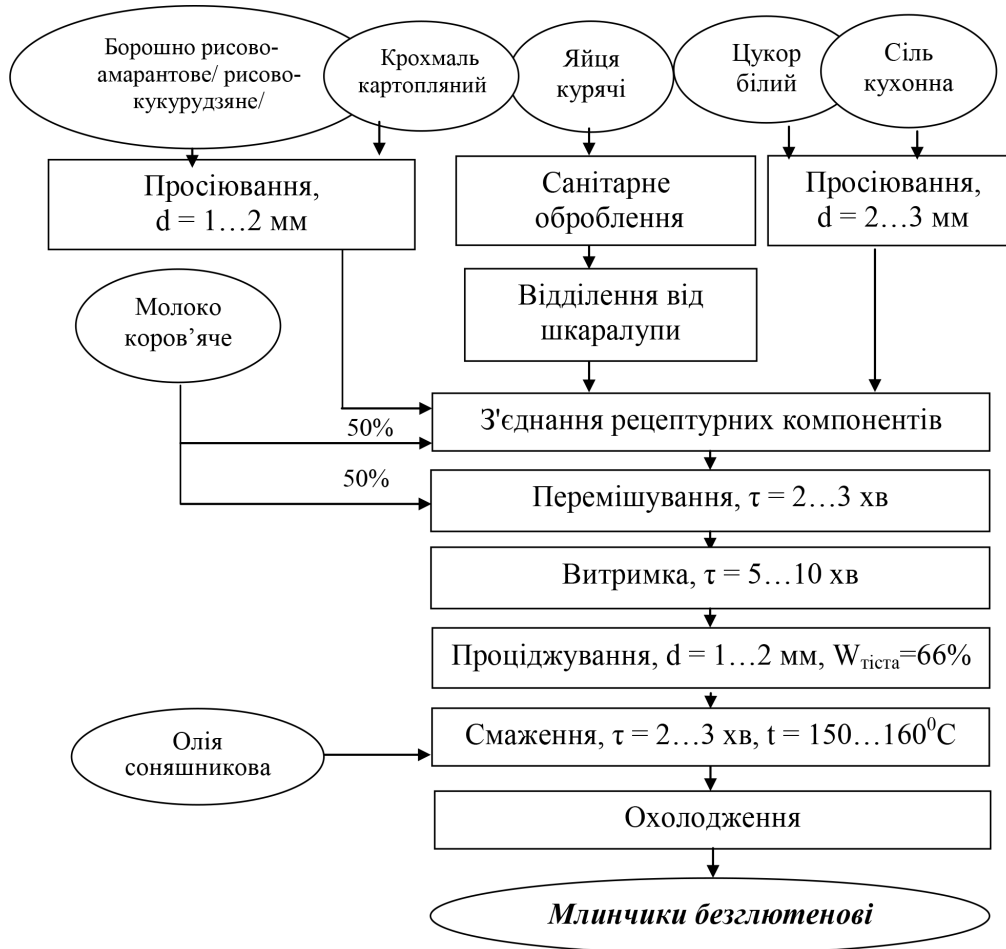 Борошно рисово-
амарантове/ рисово-
кукурудзяне/
Крохмаль
картопляний
Яйця
курячі
Цукор
білий
Сіль
кухонна
Просіювання,
d = 1…2 мм
Санітарне
оброблення
Просіювання,
d = 2…3 мм
Молоко
коров’яче
Відділення від
шкаралупи
З'єднання рецептурних компонентів
50%
50%
Перемішування, τ = 2…3 хв
Витримка, τ = 5…10 хв
Проціджування, d = 1…2 мм, Wтіста=66%
Олія
соняшникова
Смаження, τ = 2…3 хв, t = 150…160⁰С
Охолодження
Млинчики безглютенові